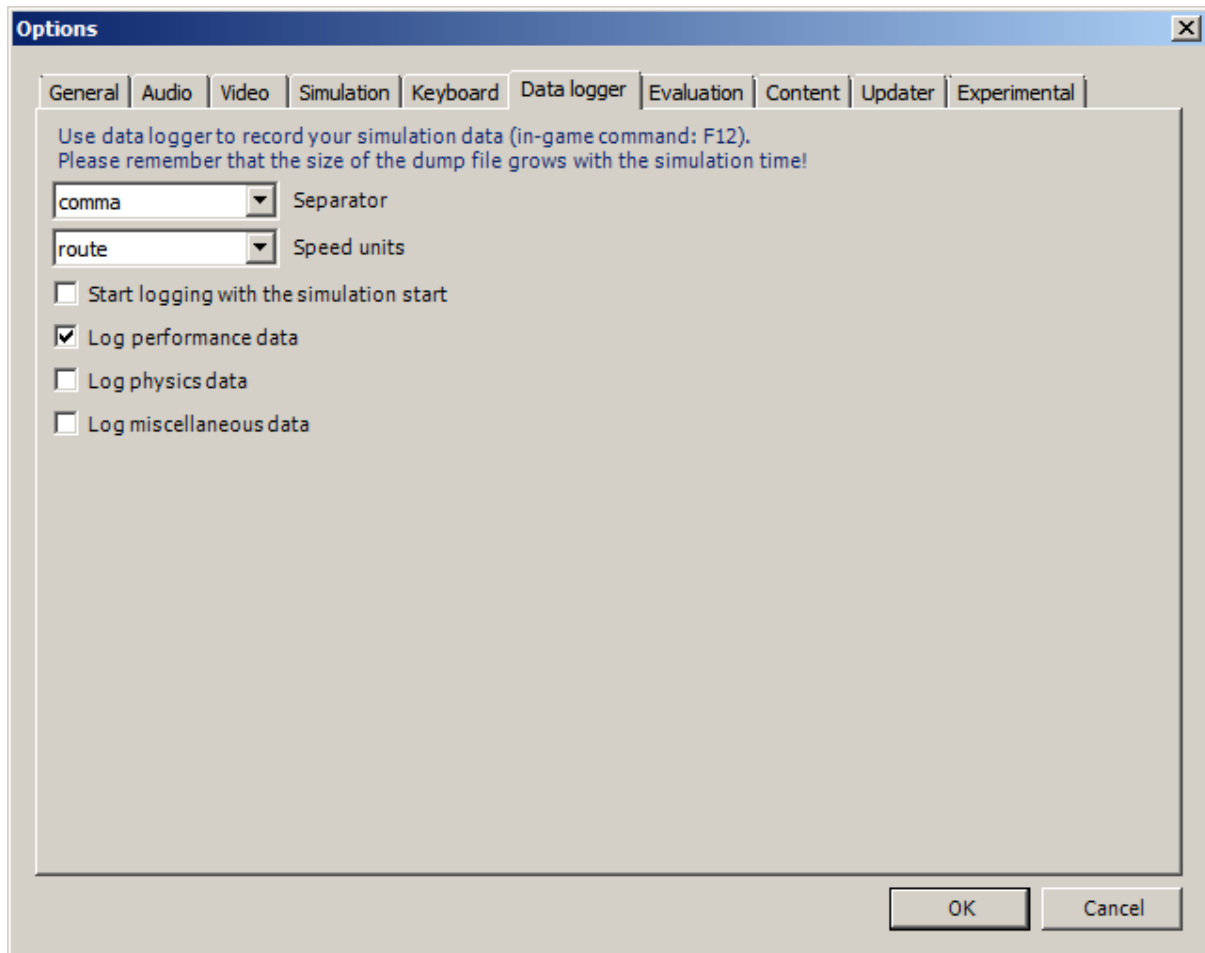 Options
General Audio Video Simulation Keyboard Data logger Evaluation Content Updater Experimental
Use data logger to record your simulation data (in-game command: F12).
Please remember that the size of the dump file grows with the simulation time!
comma Separator
route Speed units
Start logging with the simulation start
Log performance data
Log physics data
Log miscellaneous data
OK Cancel